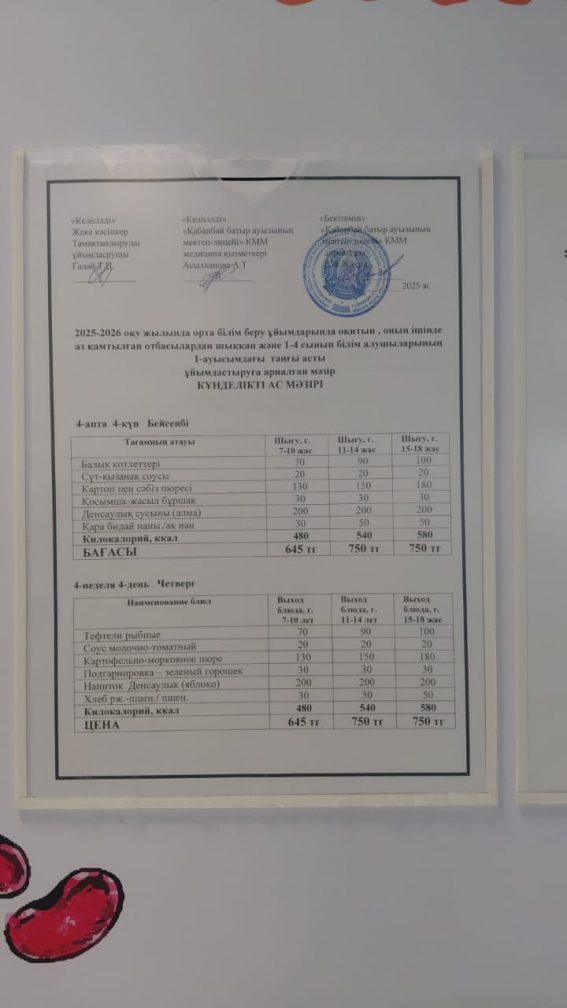 «Келісілді»
Жеке кәсіпкер
Тамақтандыруды
ұйымдасрушы
Галай Т.П.
«Келісілді»
«Қабанбай батыр ауылының
мектеп-лицейі» КММ
медицина қызметкері
Асылханова А.Т
«Бекітемін»
«Қабанбай батыр ауылының
мектеп-лицейі» КММ
директоры
2025 ж.
2025-2026 оқу жылында орта білім беру ұйымдарында оқитын , оның ішінде
аз қамтылған отбасылардан шыққан және 1-4 сынып білім алушыларының
1-ауысымдағы таңғы асты
ұйымдастыруға арналған мәзір
КҮНДЕЛІКТІ АС МӘЗІРІ
4-апта 4-күн Бейсенбі
Тағамның атауы Шығу, г. 7-10 жас Шығу, г. 11-14 жас Шығу, г. 15-18 жас
Балық котлеттері 70 90 100
Сүт-қызанақ соусы 20 20 20
Картоп пен сәбіз пюресі 130 150 180
Қосымша-жасыл бұршақ 30 30 30
Денсаулық сусыны (алма) 200 200 200
Қара бидай наны /ақ нан 30 50 50
Килокалорий, ккал 480 540 580
БАҒАСЫ 645 тг 750 тг 750 тг
4-неделя 4-день Четверг
Наименование блюд Выход блюда, г. 7-10 лет Выход блюда, г. 11-14 лет Выход блюда, г. 15-18 жас
Тефтели рыбные 70 90 100
Соус молочно-томатный 20 20 20
Картофельно-морковное пюре 130 150 180
Подгарнировка – зеленый горошек 30 30 30
Напиток Денсаулык (яблоко) 200 200 200
Хлеб рж.-пшен./ пшен. 30 50 50
Килокалорий, ккал 480 540 580
ЦЕНА 645 тг 750 тг 750 тг